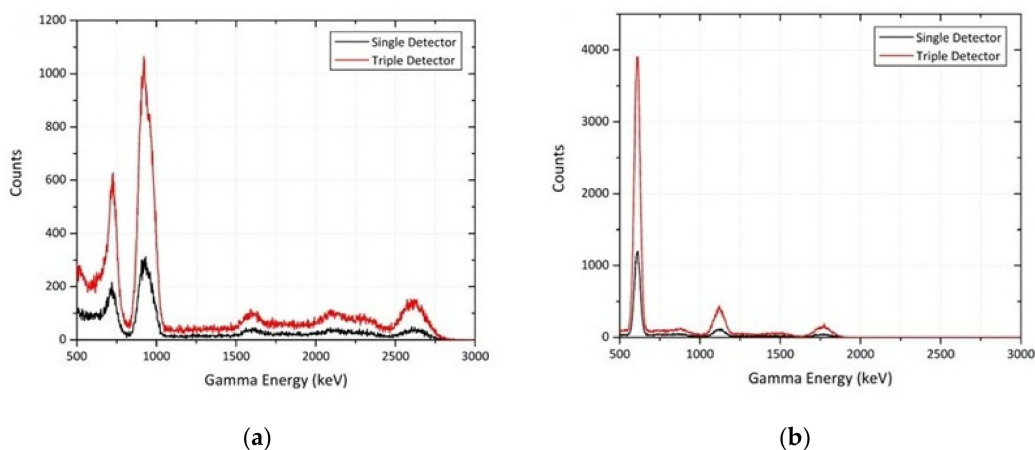 1200
1000
800
600
400
200
0
500
1000
1500
2000
2500
3000
Counts
Gamma Energy (keV)
Single Detector
Triple Detector
(a)
4000
3000
2000
1000
0
500
1000
1500
2000
2500
3000
Counts
Gamma Energy (keV)
Single Detector
Triple Detector
(b)